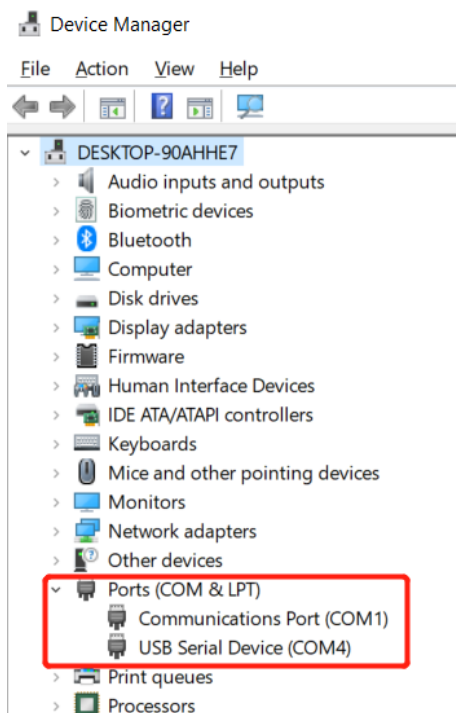 Device Manager
File Action View Help
DESKTOP-90AHHE7
Audio inputs and outputs
Biometric devices
Bluetooth
Computer
Disk drives
Display adapters
Firmware
Human Interface Devices
IDE ATA/ATAPI controllers
Keyboards
Mice and other pointing devices
Monitors
Network adapters
Other devices
Ports (COM & LPT)
Communications Port (COM1)
USB Serial Device (COM4)
Print queues
Processors